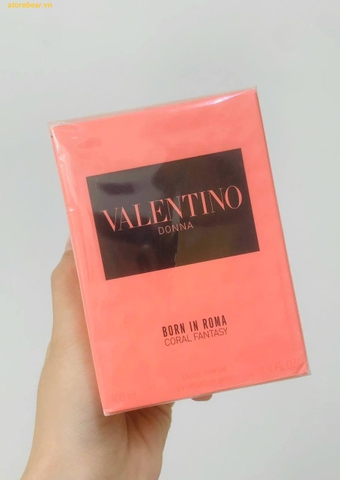 storebear.vn
VALENTINO
DONNA
BORN IN ROMA
CORAL FANTASY